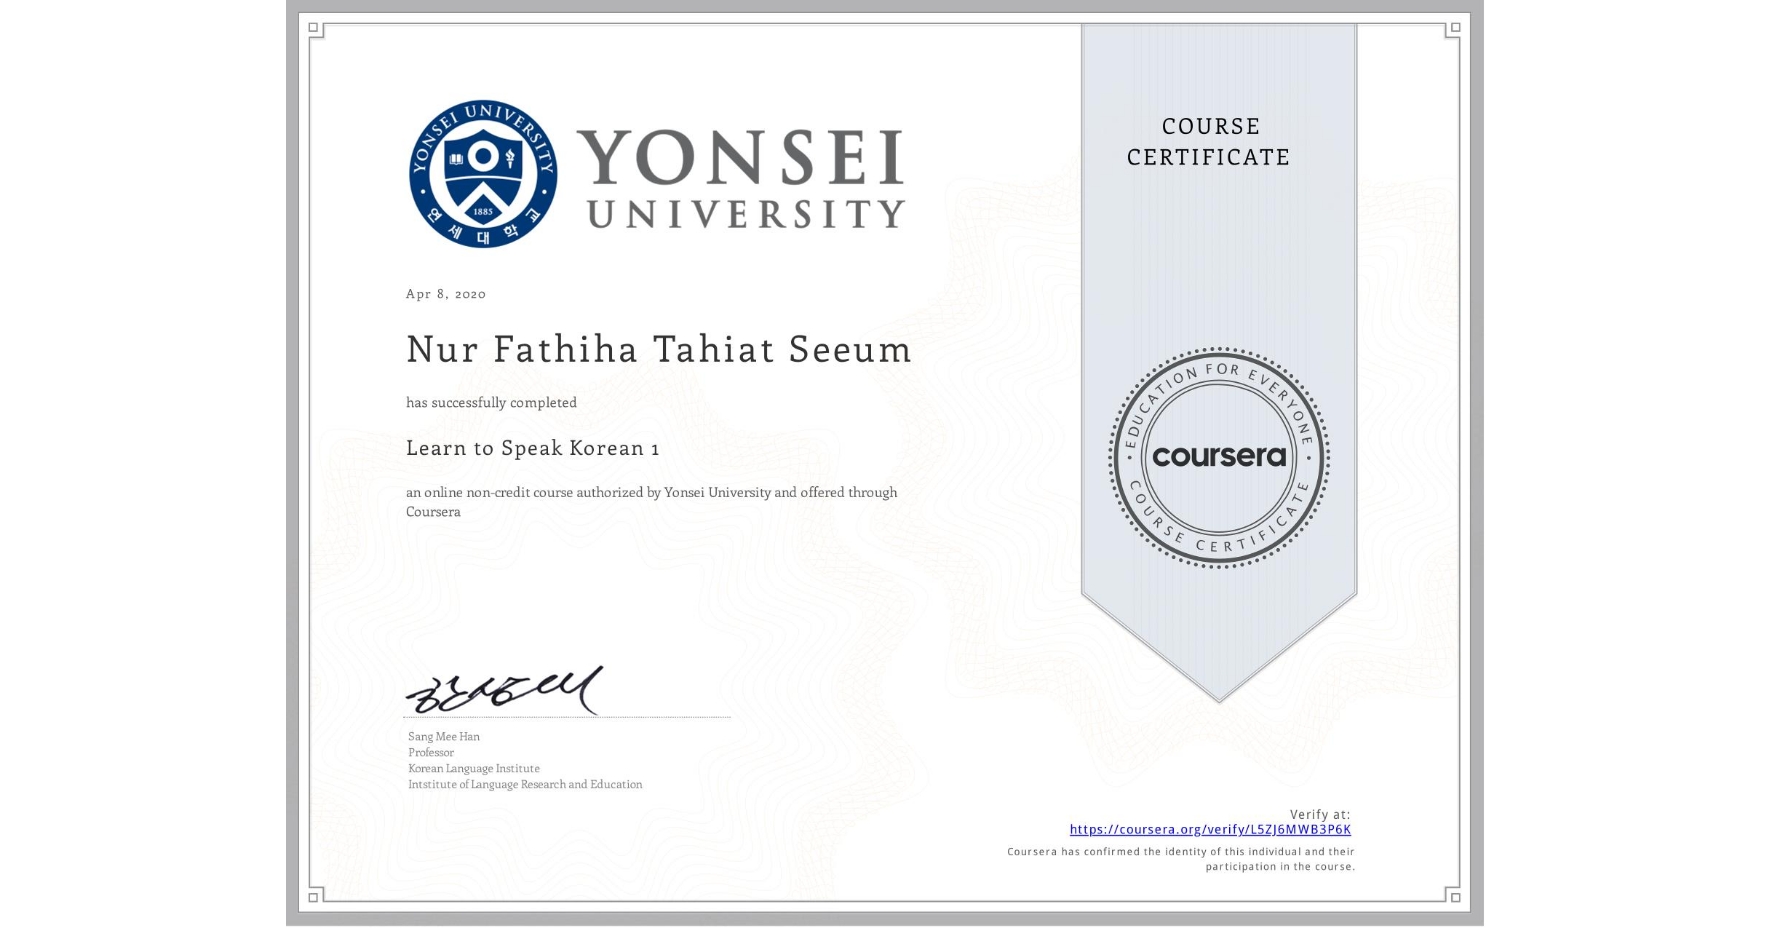 YONSEI UNIVERSITY
1885
연세대학교
YONSEI
UNIVERSITY
COURSE
CERTIFICATE
Apr 8, 2020
Nur Fathiha Tahiat Seeum
has successfully completed
Learn to Speak Korean 1
an online non-credit course authorized by Yonsei University and offered through
Coursera
EDUCATION FOR EVERYONE
coursera
COURSE CERTIFICATE
Sang Mee Han
Professor
Korean Language Institute
Intstitute of Language Research and Education
Verify at:
https://coursera.org/verify/L5ZJ6MWB3P6K
Coursera has confirmed the identity of this individual and their
participation in the course.